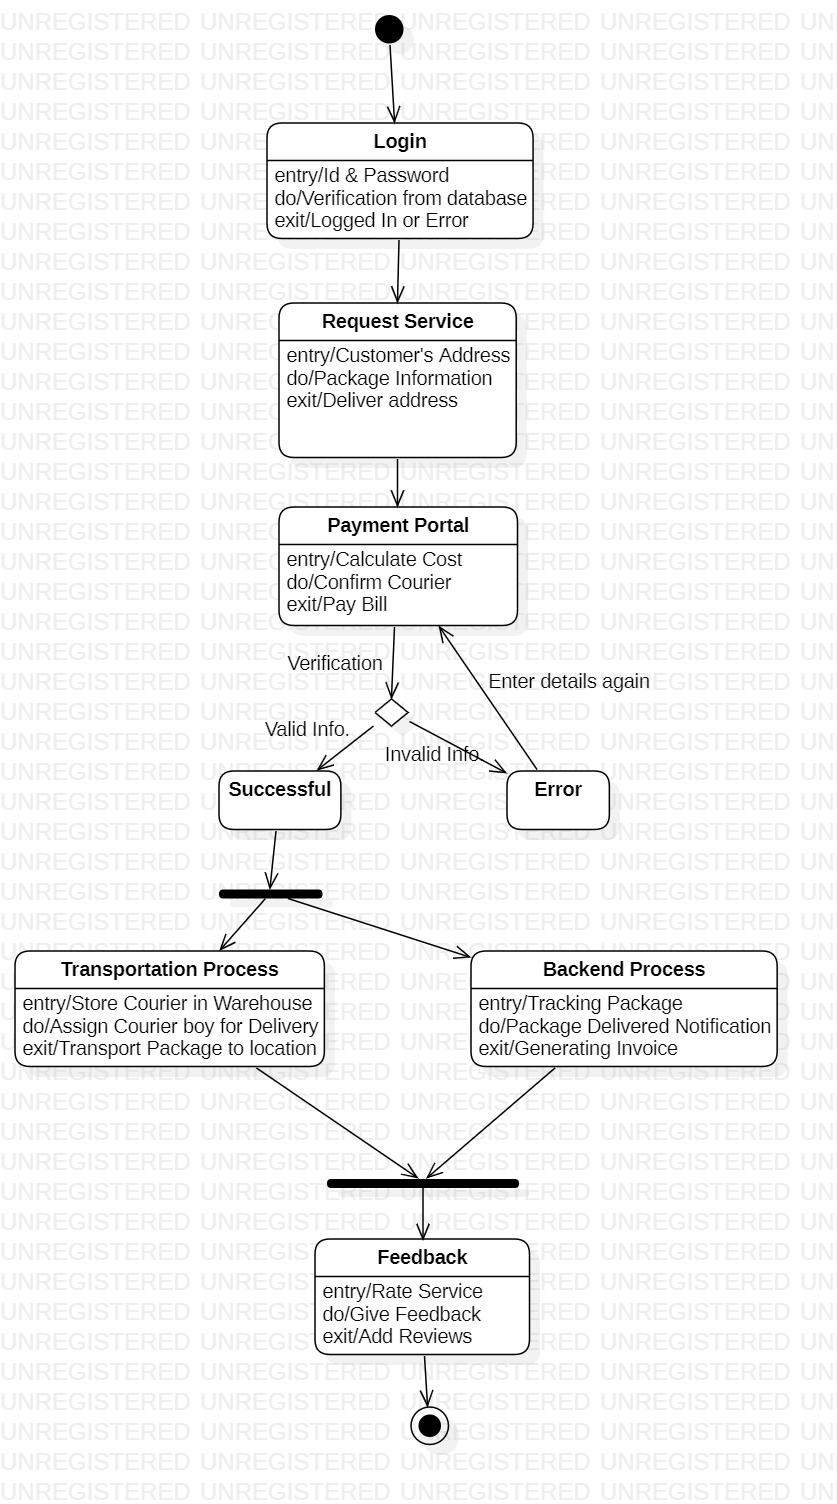 Login
entry/Id & Password
do/Verification from database
exit/Logged In or Error
Request Service
entry/Customer's Address
do/Package Information
exit/Deliver address
Payment Portal
entry/Calculate Cost
do/Confirm Courier
exit/Pay Bill
Verification
Enter details again
Valid Info.
Invalid Info
Successful
Error
Transportation Process
entry/Store Courier in Warehouse
do/Assign Courier boy for Delivery
exit/Transport Package to location
Backend Process
entry/Tracking Package
do/Package Delivered Notification
exit/Generating Invoice
Feedback
entry/Rate Service
do/Give Feedback
exit/Add Reviews
UNREGISTERED